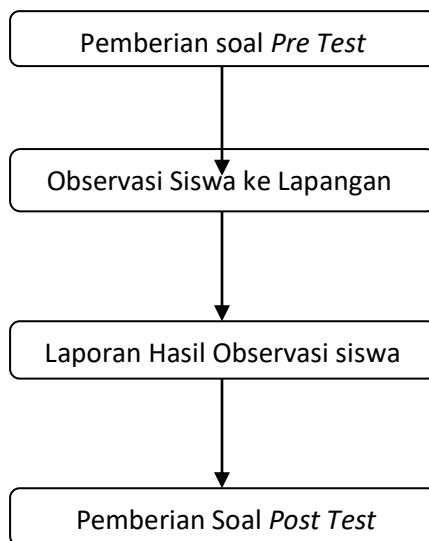 Pemberian soal Pre Test
Observasi Siswa ke Lapangan
Laporan Hasil Observasi siswa
Pemberian Soal Post Test